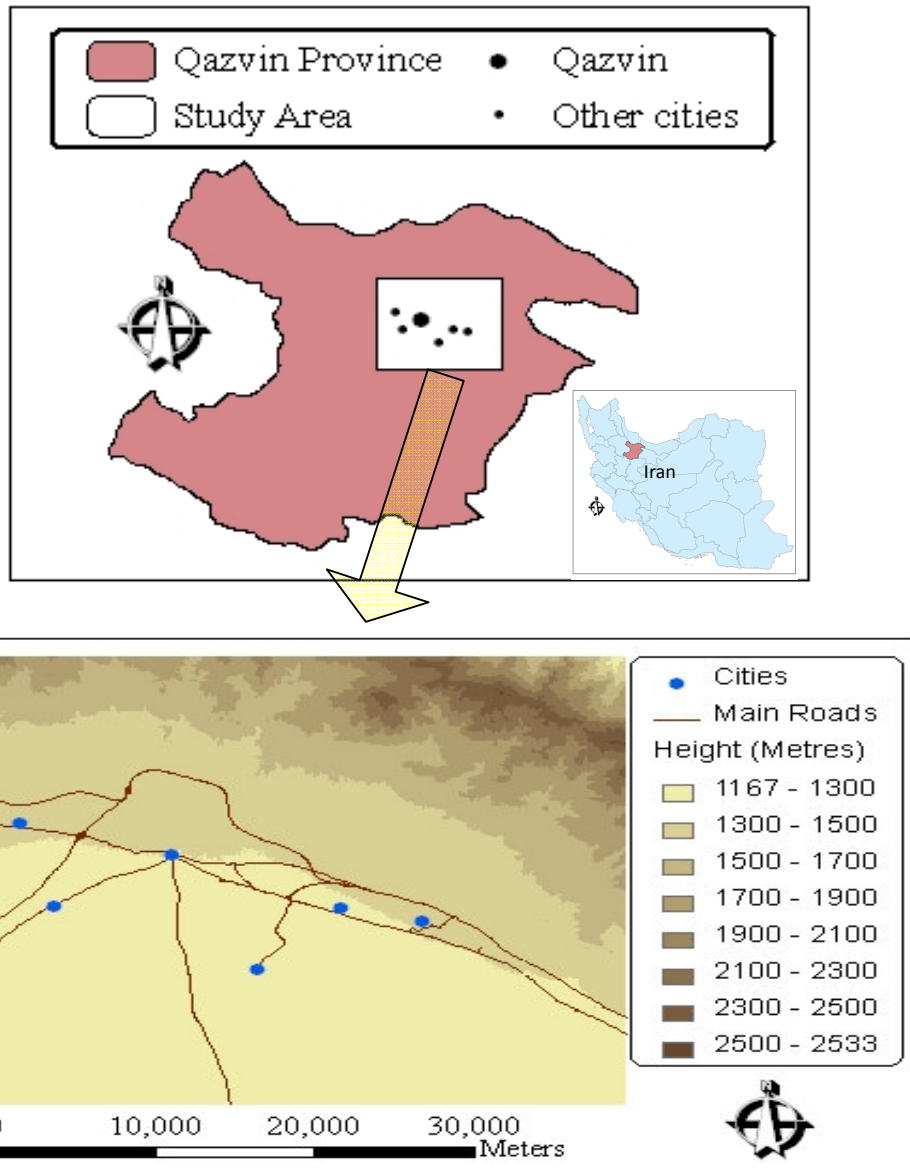 Qazvin Province
Qazvin
Study Area
Other cities
N
Iran
Cities
Main Roads
Height (Metres)
1167 - 1300
1300 - 1500
1500 - 1700
1700 - 1900
1900 - 2100
2100 - 2300
2300 - 2500
2500 - 2533
N
10,000 20,000 30,000
Meters